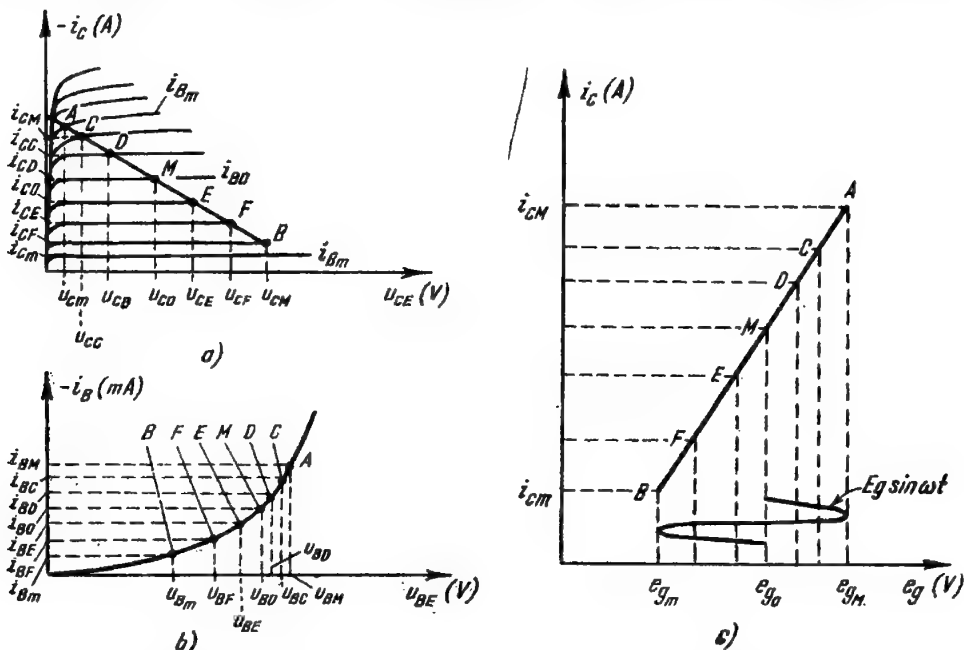 -i_C (A)
i_Bm
i_CM
A
C
i_CC
D
i_CD
M
i_BO
i_CO
E
i_CE
F
i_CF
B
i_Cm
i_Bm
u_Cm
u_CB
u_CO
u_CE
u_CF
u_CM
u_CE (V)
u_CC
a)
-i_B (mA)
B F E M D C
A
i_BM
i_BC
i_BD
i_BO
i_BE
i_BF
i_Bm
u_BD
u_Bm
u_BF
u_BO
u_BC
u_BM
u_BE (V)
u_BE
b)
i_C (A)
A
i_CM
C
D
M
E
F
B
i_cm
Eg sin ωt
e_gm
e_go
e_gM.
e_g (V)
c)